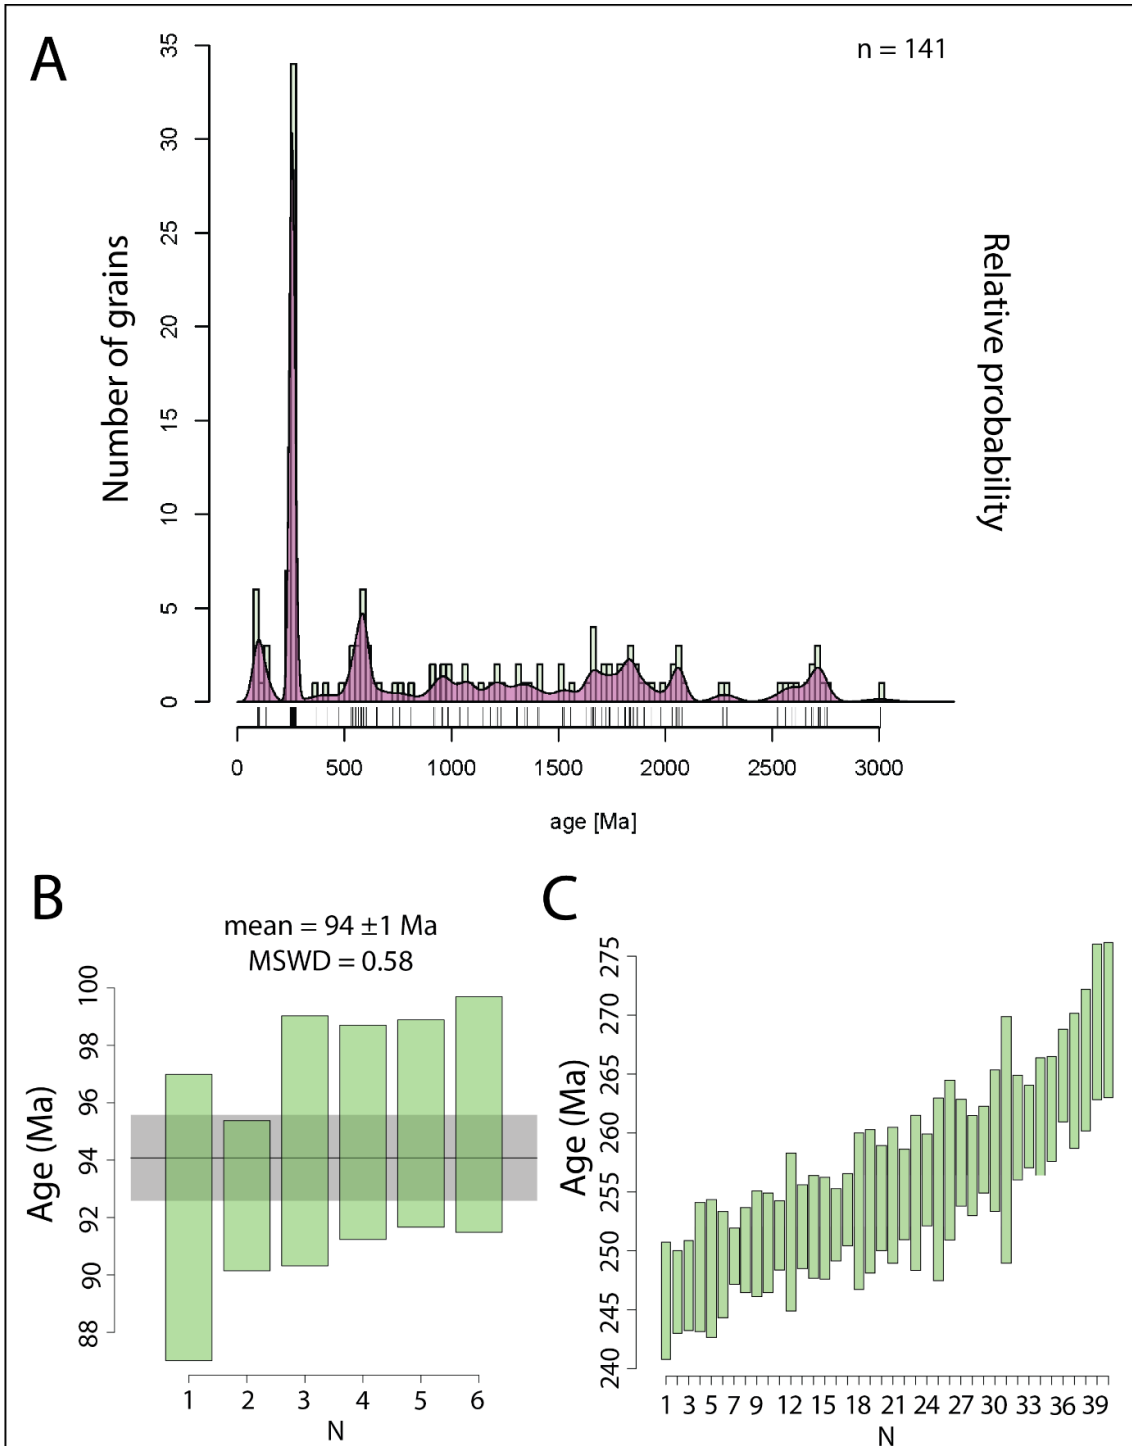 A
n = 141
Number of grains
35
30
25
20
15
10
5
0
Relative probability
0 500 1000 1500 2000 2500 3000
age [Ma]
B
mean = 94 ±1 Ma
MSWD = 0.58
Age (Ma)
100
98
96
94
92
90
88
1 2 3 4 5 6
N
C
Age (Ma)
275
270
265
260
255
250
245
240
1 3 5 7 9 12 15 18 21 24 27 30 33 36 39
N